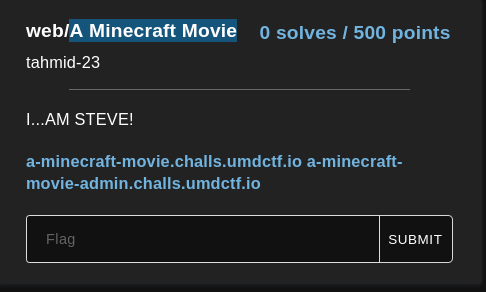 web/A Minecraft Movie
0 solves / 500 points
tahmid-23
I...AM STEVE!
a-minecraft-movie.challs.umdctf.io a-minecraft-
movie-admin.challs.umdctf.io
Flag
SUBMIT